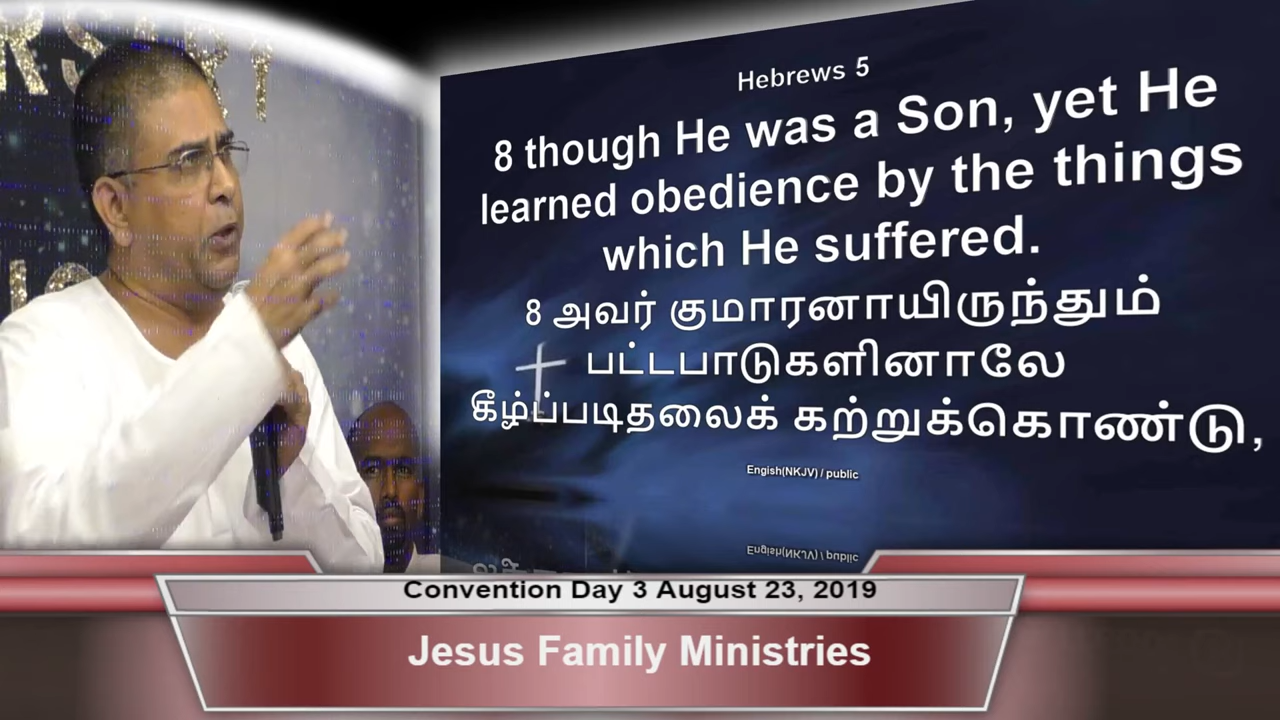 Hebrews 5
8 though He was a Son, yet He
learned obedience by the things
which He suffered.
8 அவர் குமாரனாயிருந்தும்
பட்டபாடுகளினாலே
கீழ்ப்படிதலைக் கற்றுக்கொண்டு,
Engish(NKJV) / public
Convention Day 3 August 23, 2019
Jesus Family Ministries